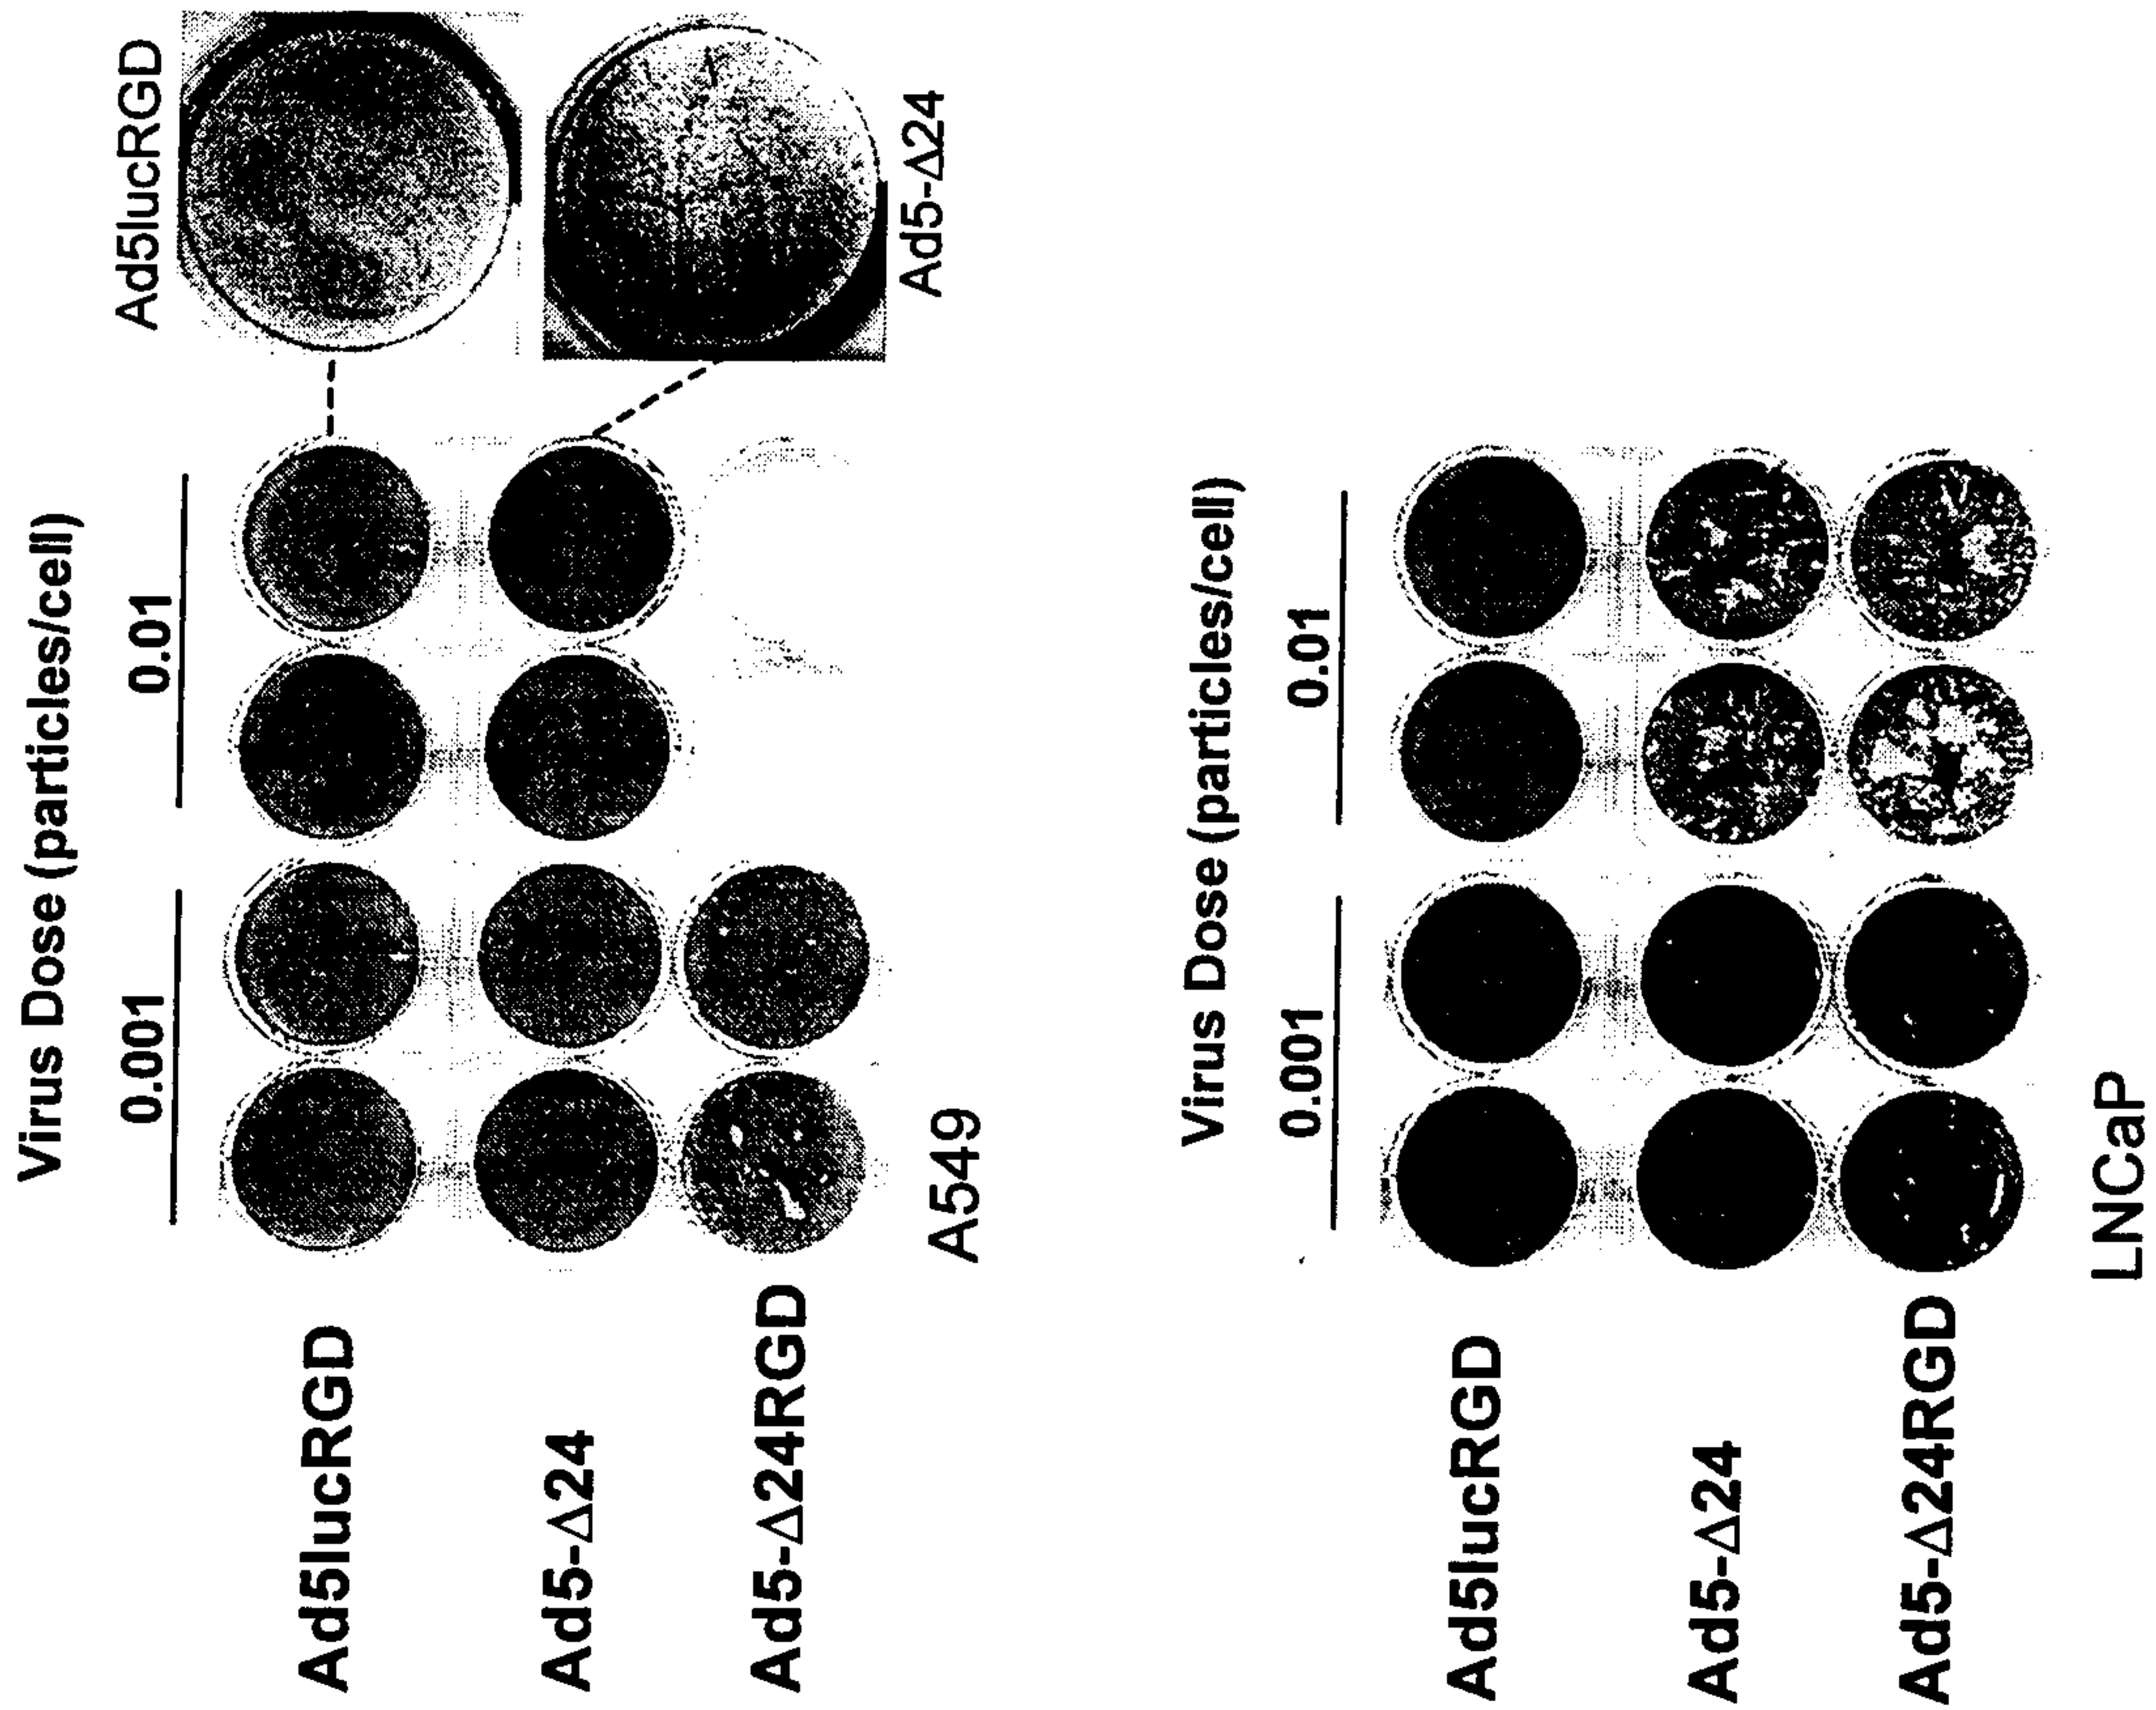 Virus Dose (particles/cell)
0.001
0.01
Ad5lucRGD
Ad5lucRGD
Ad5-Δ24
Ad5-Δ24
Ad5-Δ24RGD
A549
Virus Dose (particles/cell)
0.001
0.01
Ad5lucRGD
Ad5-Δ24
Ad5-Δ24RGD
LNCaP